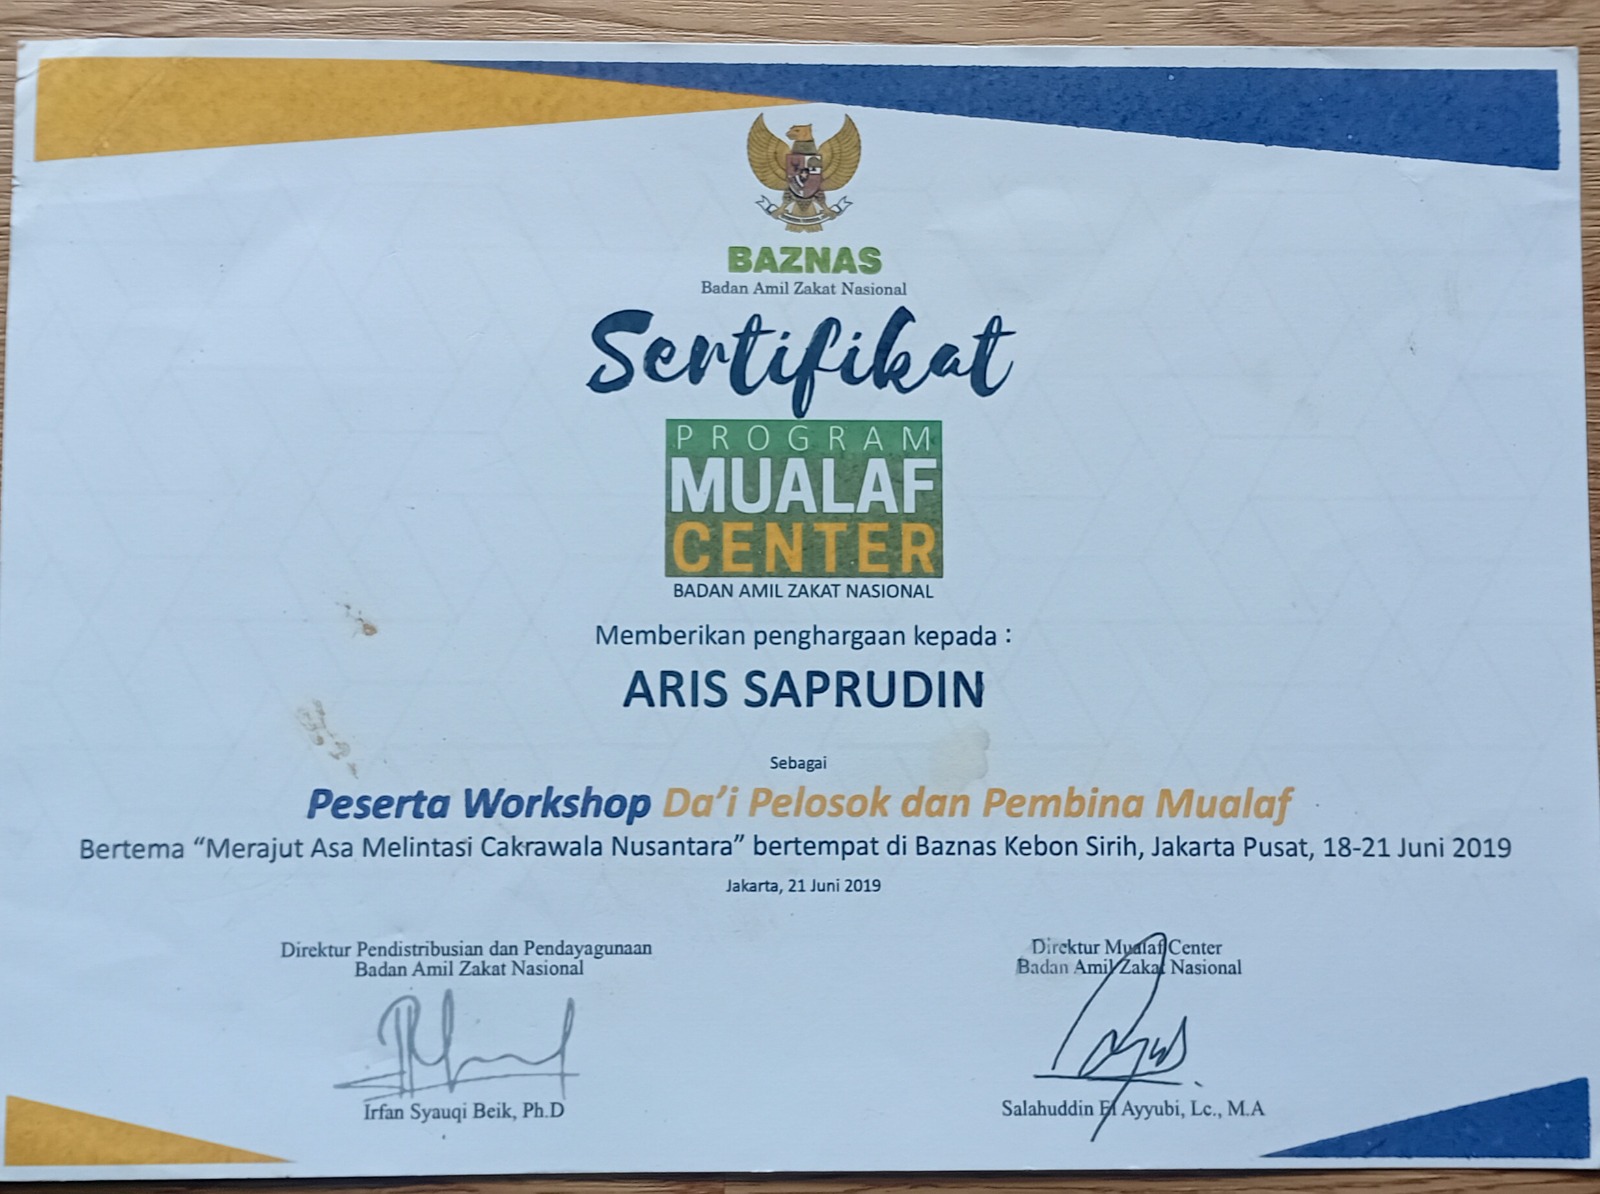 BAZNAS
Badan Amil Zakat Nasional
Sertifikat
PROGRAM
MUALAF
CENTER
BADAN AMIL ZAKAT NASIONAL
Memberikan penghargaan kepada :
ARIS SAPRUDIN
Sebagai
Peserta Workshop Da'i Pelosok dan Pembina Mualaf
Bertema “Merajut Asa Melintasi Cakrawala Nusantara” bertempat di Baznas Kebon Sirih, Jakarta Pusat, 18-21 Juni 2019
Jakarta, 21 Juni 2019
Direktur Pendistribusian dan Pendayagunaan
Badan Amil Zakat Nasional
Irfan Syauqi Beik, Ph.D
Direktur Mualaf Center
Badan Amil Zakat Nasional
Salahuddin El Ayyubi, Lc., M.A